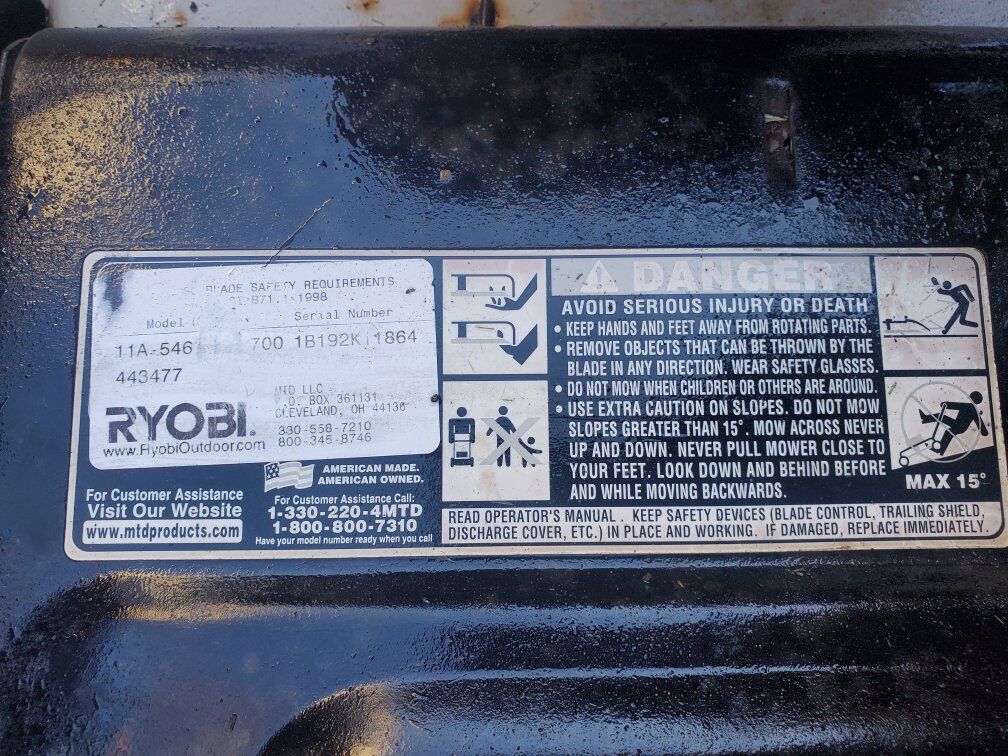 BLADE SAFETY REQUIREMENTS
B71.1-1998
Model
Serial Number
11A-546
700 1B192K 1864
443477
MTD LLC
P.O. BOX 361131
CLEVELAND, OH 44136
330-558-7210
800-345-8746
RYOBI.
www.RyobiOutdoor.com
For Customer Assistance
Visit Our Website
www.mtdproducts.com
AMERICAN MADE.
AMERICAN OWNED.
For Customer Assistance Call:
1-330-220-4MTD
1-800-800-7310
Have your model number ready when you call
DANGER
AVOID SERIOUS INJURY OR DEATH
• KEEP HANDS AND FEET AWAY FROM ROTATING PARTS.
• REMOVE OBJECTS THAT CAN BE THROWN BY THE
BLADE IN ANY DIRECTION. WEAR SAFETY GLASSES.
• DO NOT MOW WHEN CHILDREN OR OTHERS ARE AROUND.
• USE EXTRA CAUTION ON SLOPES. DO NOT MOW
SLOPES GREATER THAN 15°. MOW ACROSS NEVER
UP AND DOWN. NEVER PULL MOWER CLOSE TO
YOUR FEET. LOOK DOWN AND BEHIND BEFORE
AND WHILE MOVING BACKWARDS.
MAX 15°
READ OPERATOR'S MANUAL. KEEP SAFETY DEVICES (BLADE CONTROL, TRAILING SHIELD,
DISCHARGE COVER, ETC.) IN PLACE AND WORKING. IF DAMAGED, REPLACE IMMEDIATELY.